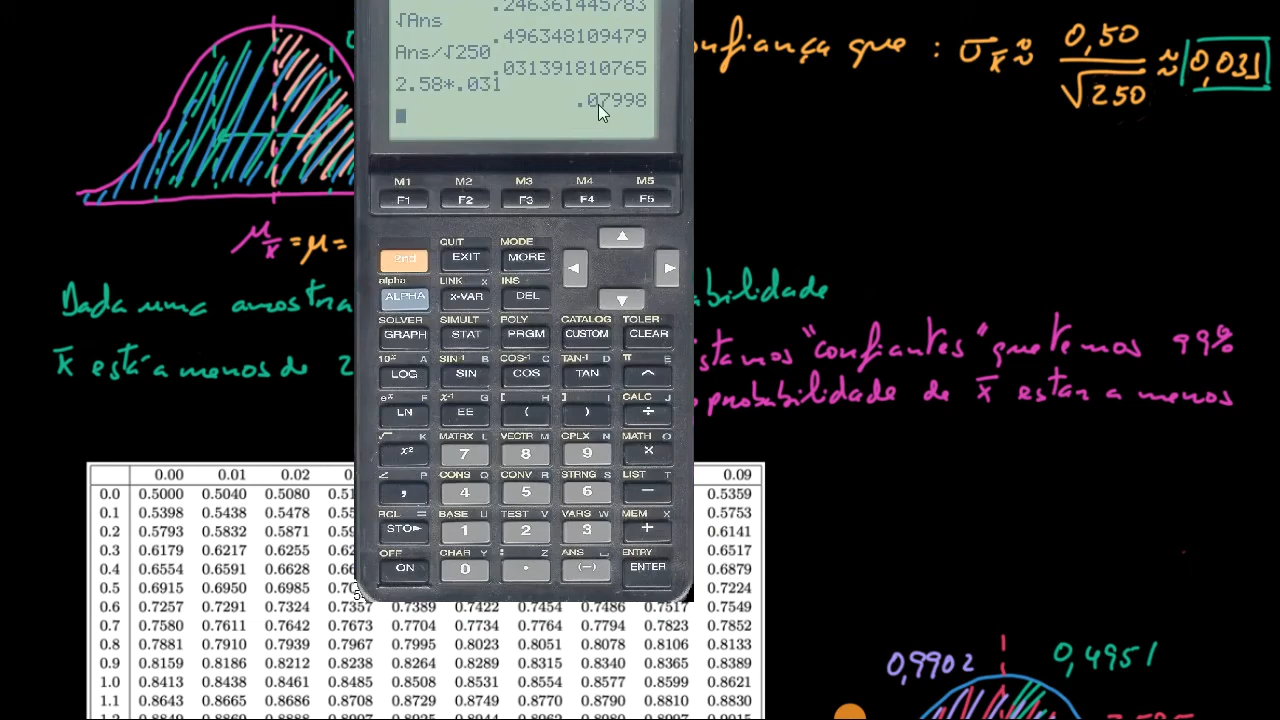 .246361445783
√Ans
.496348109479
Ans/√250
.031391810765
2.58*.031
.07998
onfiança que : σx̄ ≈ 0,50 / √250 ≈ 0,031
μx̄ = μ =
Dada uma amostra
abilidade
x̄ está a menos de 2
stamos "confiantes" que temos 99%
probabilidade de x̄ estar a menos
M1 M2 M3 M4 M5
F1 F2 F3 F4 F5
QUIT MODE
2nd EXIT MORE
alpha LINK x INS
ALPHA x-VAR DEL
SOLVER SIMULT POLY CATALOG TOLER
GRAPH STAT PRGM CUSTOM CLEAR
10ˣ A SIN⁻¹ B COS⁻¹ C TAN⁻¹ D π E
LOG SIN COS TAN ^
eˣ F x⁻¹ G [ H ] I CALC J
LN EE ( ) ÷
√ K MATRX L VECTR M CPLX N MATH O
x² 7 8 9 ×
∠ P CONS Q CONV R STRNG S LIST T
, 4 5 6 −
RCL = BASE U TEST V VARS W MEM X
STO▶ 1 2 3 +
OFF CHAR Y : Z ANS ␣ ENTRY
ON 0 . (−) ENTER
0.00 0.01 0.02 0.09
0.0 0.5000 0.5040 0.5080 0.5359
0.1 0.5398 0.5438 0.5478 0.5753
0.2 0.5793 0.5832 0.5871 0.6141
0.3 0.6179 0.6217 0.6255 0.6517
0.4 0.6554 0.6591 0.6628 0.6879
0.5 0.6915 0.6950 0.6985 0.7224
0.6 0.7257 0.7291 0.7324 0.7357 0.7389 0.7422 0.7454 0.7486 0.7517 0.7549
0.7 0.7580 0.7611 0.7642 0.7673 0.7704 0.7734 0.7764 0.7794 0.7823 0.7852
0.8 0.7881 0.7910 0.7939 0.7967 0.7995 0.8023 0.8051 0.8078 0.8106 0.8133
0.9 0.8159 0.8186 0.8212 0.8238 0.8264 0.8289 0.8315 0.8340 0.8365 0.8389
1.0 0.8413 0.8438 0.8461 0.8485 0.8508 0.8531 0.8554 0.8577 0.8599 0.8621
1.1 0.8643 0.8665 0.8686 0.8708 0.8729 0.8749 0.8770 0.8790 0.8810 0.8830
0,9902 0,4951